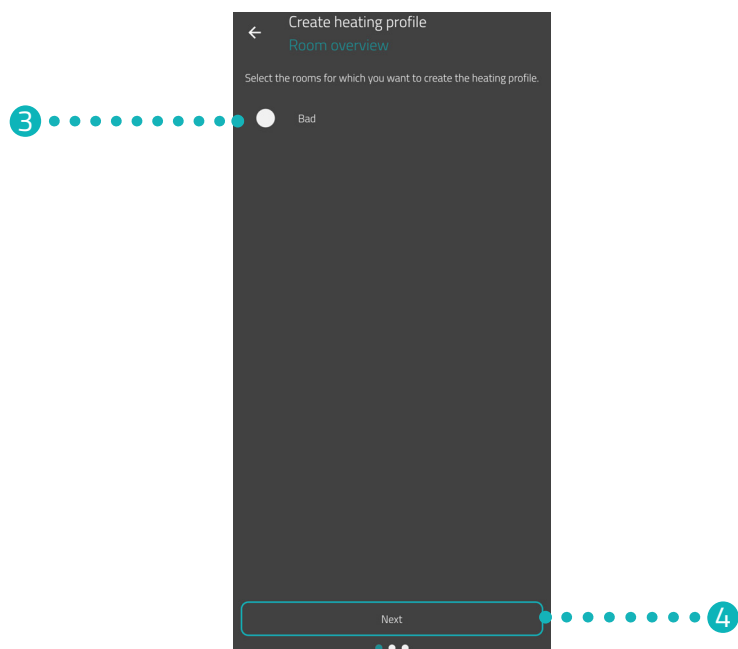 Create heating profile
Room overview
Select the rooms for which you want to create the heating profile.
3
Bad
Next
4